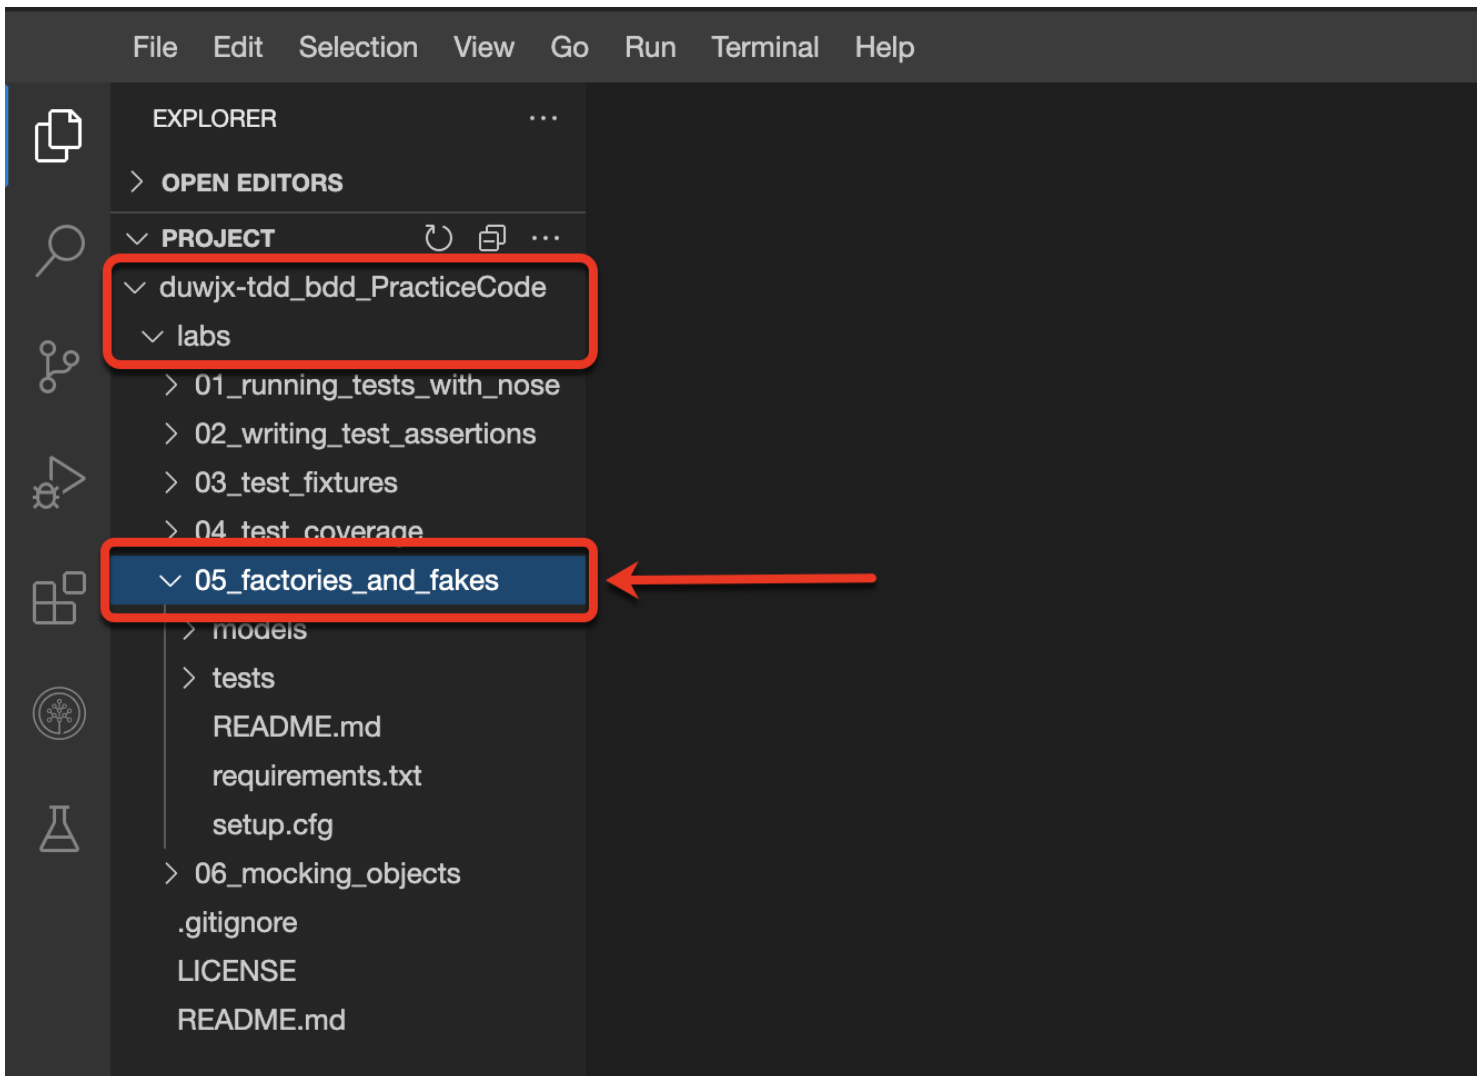 File Edit Selection View Go Run Terminal Help
EXPLORER
OPEN EDITORS
PROJECT
duwjx-tdd_bdd_PracticeCode
labs
01_running_tests_with_nose
02_writing_test_assertions
03_test_fixtures
04_test_coverage
05_factories_and_fakes
models
tests
README.md
requirements.txt
setup.cfg
06_mocking_objects
.gitignore
LICENSE
README.md